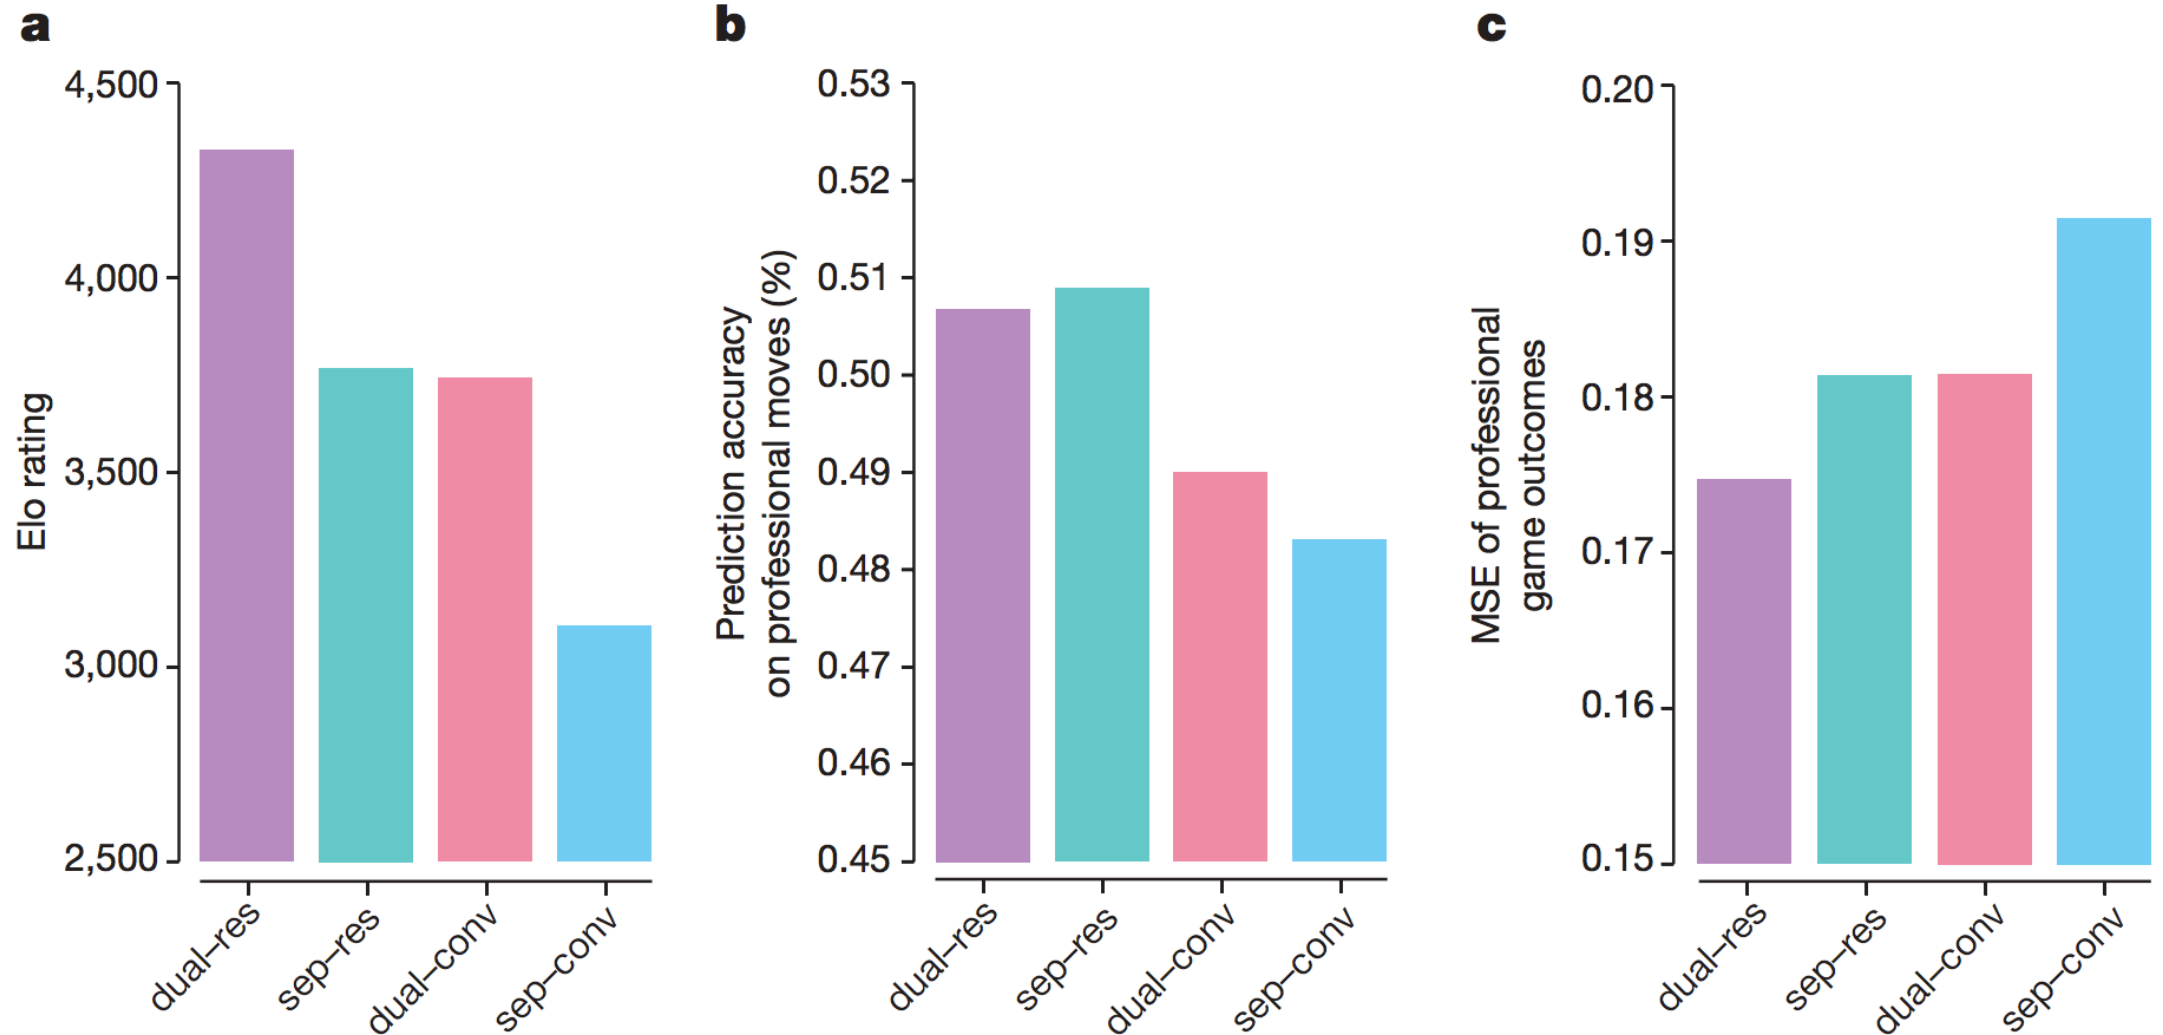 a
4,500
4,000
3,500
3,000
2,500
Elo rating
dual–res
sep–res
dual–conv
sep–conv
b
0.53
0.52
0.51
0.50
0.49
0.48
0.47
0.46
0.45
Prediction accuracy
on professional moves (%)
dual–res
sep–res
dual–conv
sep–conv
c
0.20
0.19
0.18
0.17
0.16
0.15
MSE of professional
game outcomes
dual–res
sep–res
dual–conv
sep–conv